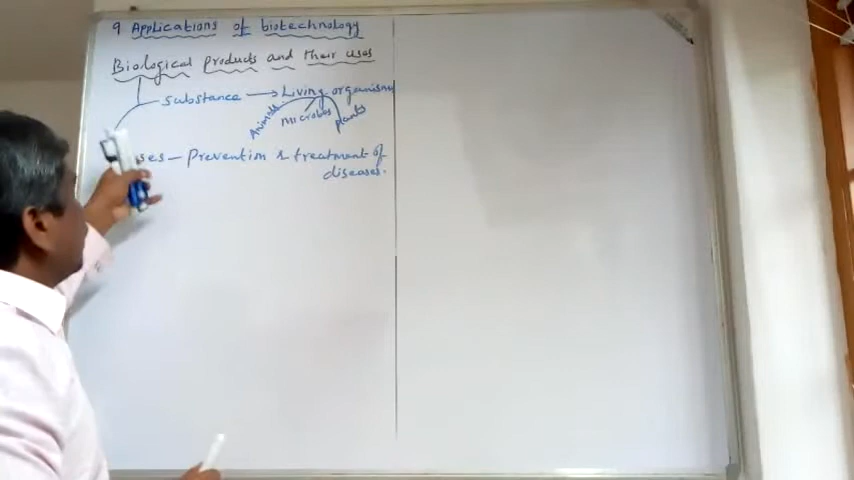 9 Applications of biotechnology
Biological products and their uses
Substance → Living organism
Animals Microbes plants
ses - Prevention & treatment of
diseases.